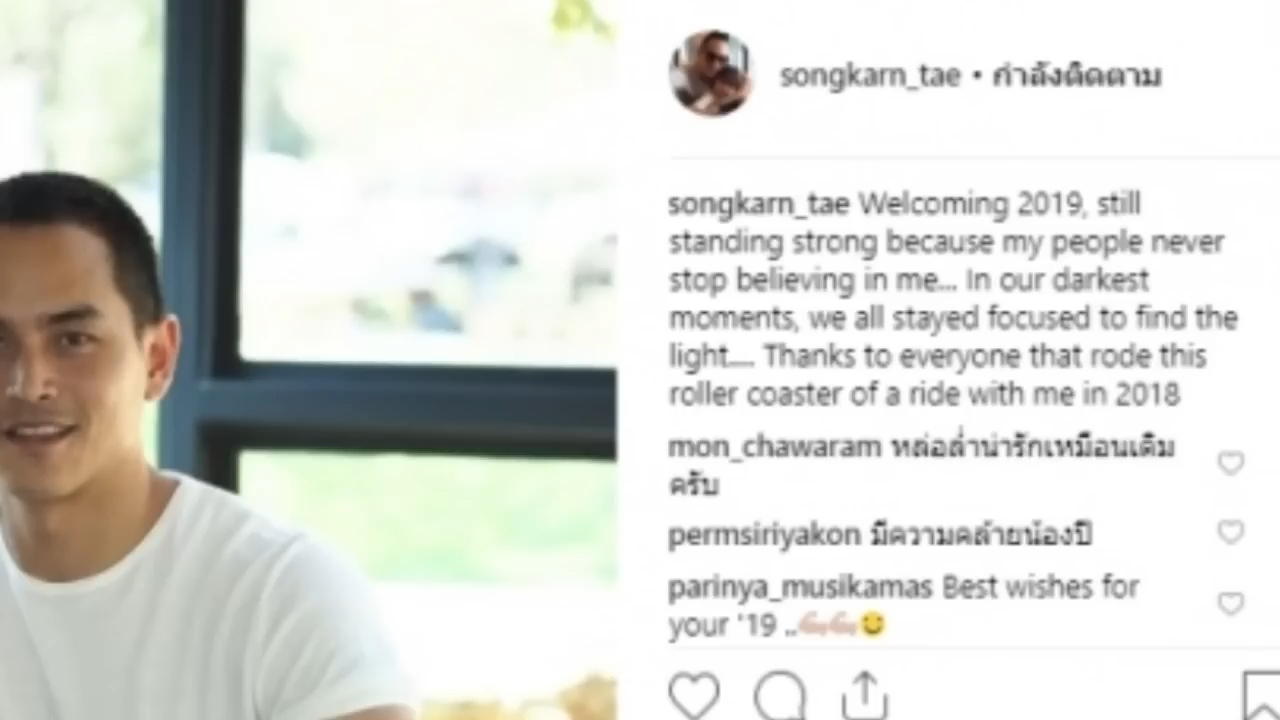 songkarn_tae • กำลังติดตาม
songkarn_tae Welcoming 2019, still
standing strong because my people never
stop believing in me... In our darkest
moments, we all stayed focused to find the
light.... Thanks to everyone that rode this
roller coaster of a ride with me in 2018
mon_chawaram หล่อล่ำน่ารักเหมือนเดิม
ครับ
permsiriyakon มีความคล้ายน้องปี
parinya_musikamas Best wishes for
your '19 ..